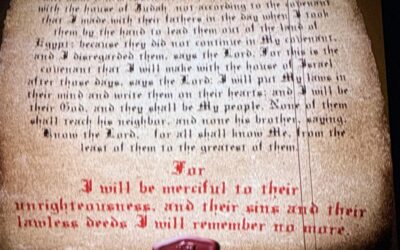 with the house of Judah not according to the covenant
that I made with their fathers in the day when I took
them by the hand to lead them out of the land of
Egypt; because they did not continue in My covenant,
and I disregarded them, says the Lord. For this is the
covenant that I will make with the house of Israel
after those days, says the Lord: I will put My laws in
their mind and write them on their hearts; and I will be
their God, and they shall be My people. None of them
shall teach his neighbor, and none his brother, saying,
Know the Lord, for all shall know Me, from the
least of them to the greatest of them.
For
I will be merciful to their
unrighteousness, and their sins and their
lawless deeds I will remember no more.